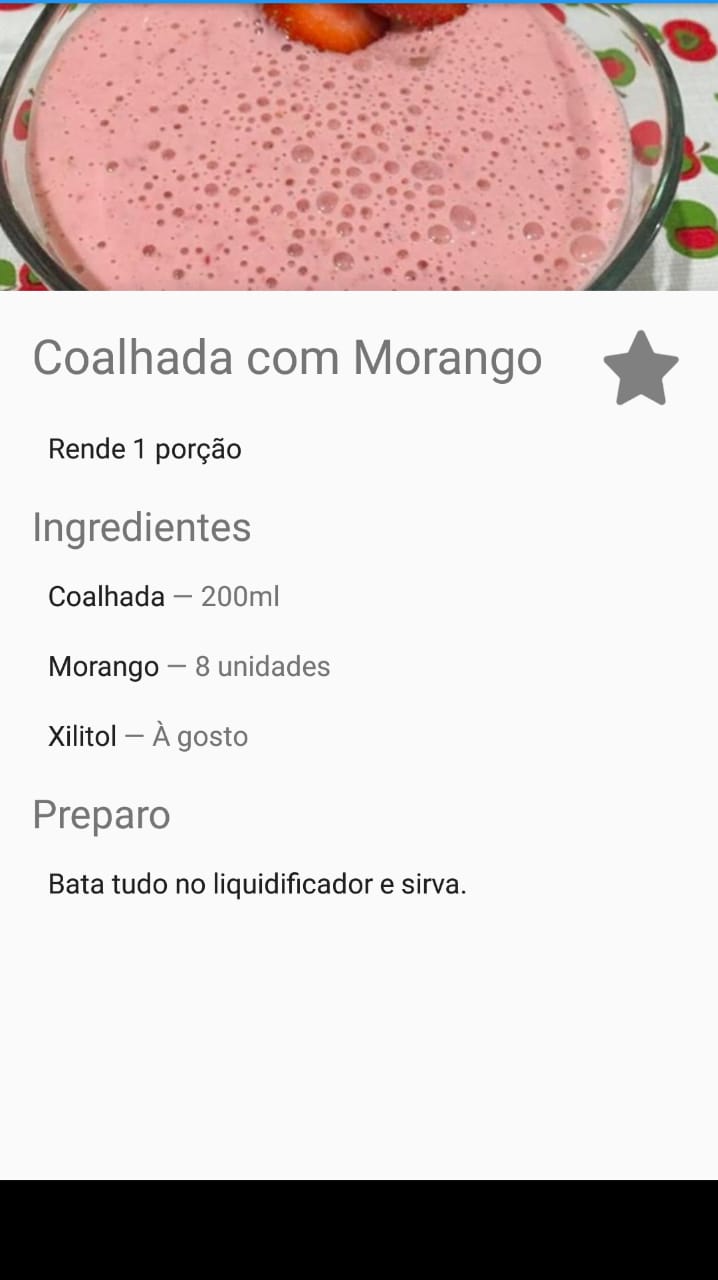 Coalhada com Morango
Rende 1 porção
Ingredientes
Coalhada — 200ml
Morango — 8 unidades
Xilitol — À gosto
Preparo
Bata tudo no liquidificador e sirva.